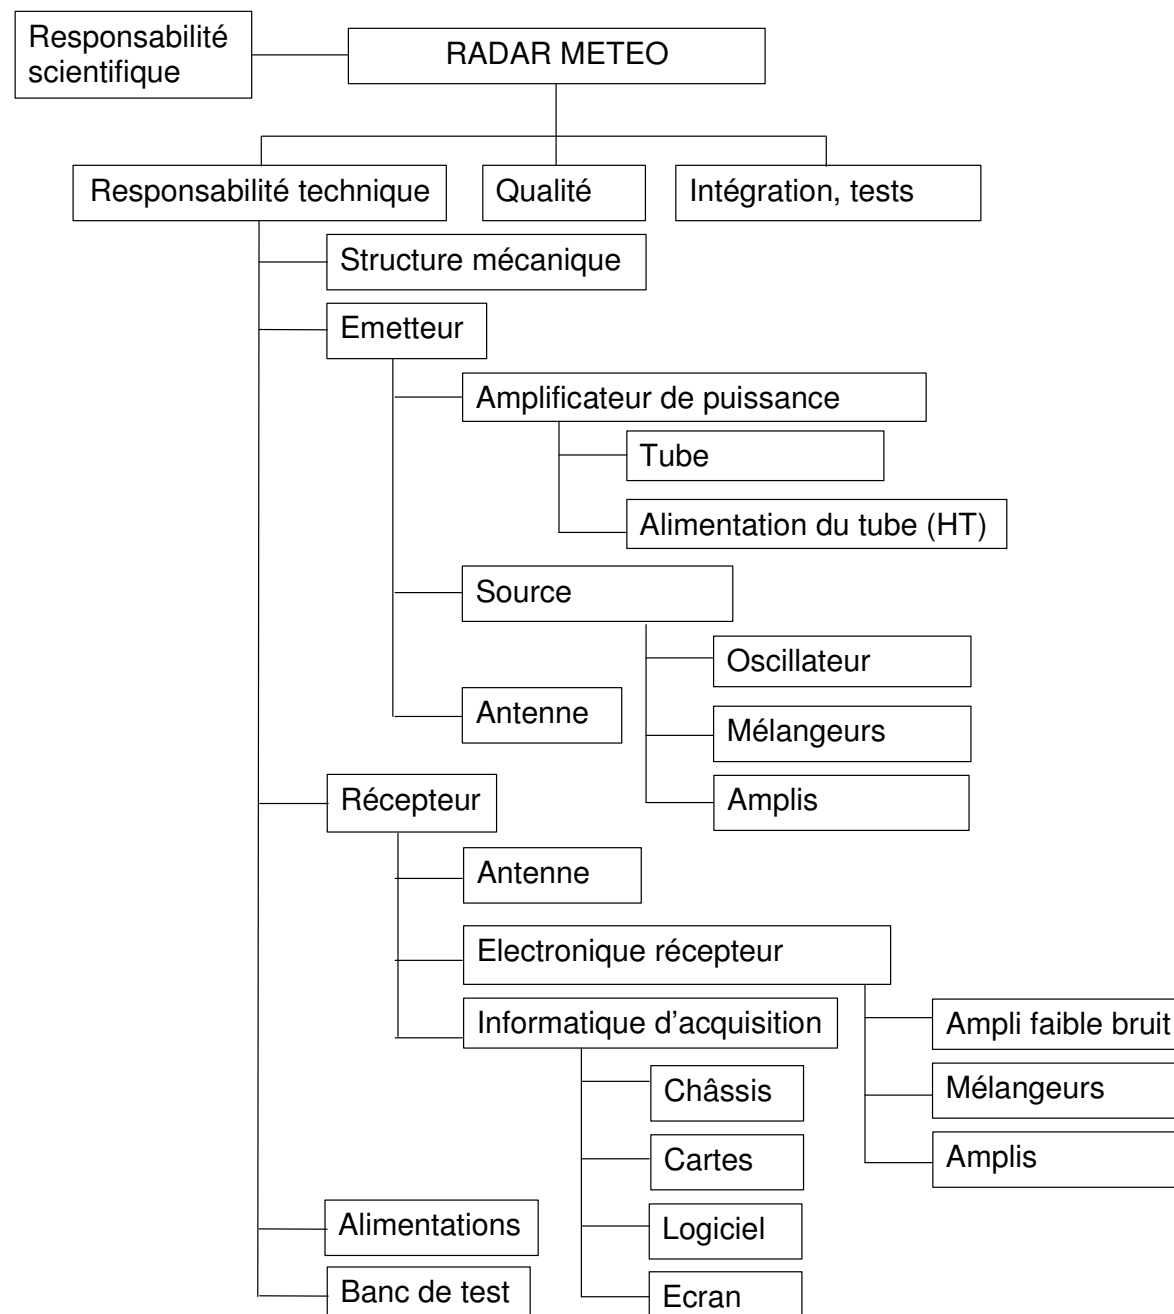 Responsabilité
scientifique
RADAR METEO
Responsabilité technique
Qualité
Intégration, tests
Structure mécanique
Emetteur
Amplificateur de puissance
Tube
Alimentation du tube (HT)
Source
Oscillateur
Antenne
Mélangeurs
Récepteur
Amplis
Antenne
Electronique récepteur
Informatique d'acquisition
Ampli faible bruit
Châssis
Mélangeurs
Cartes
Amplis
Alimentations
Logiciel
Banc de test
Ecran